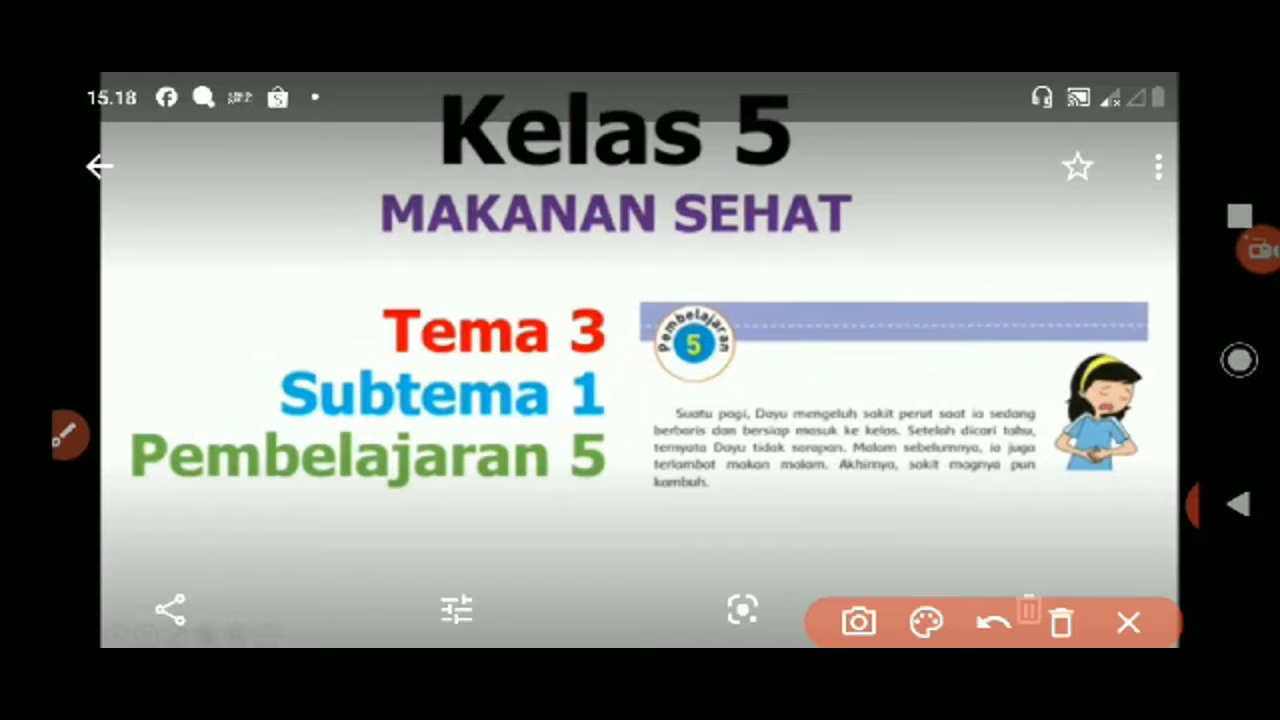 15.18
Kelas 5
MAKANAN SEHAT
Tema 3
Subtema 1
Pembelajaran 5
Pembelajaran
5
Suatu pagi, Dayu mengeluh sakit perut saat ia sedang
berbaris dan bersiap masuk ke kelas. Setelah dicari tahu,
ternyata Dayu tidak sarapan. Malam sebelumnya, ia juga
terlambat makan malam. Akhirnya, sakit magnya pun
kambuh.